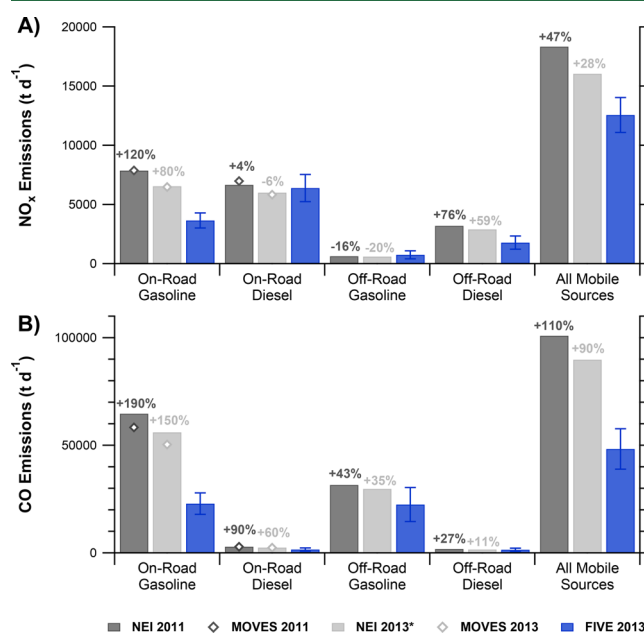 A)
NOx Emissions (t d-1)
20000
15000
10000
5000
0
+120%
+80%
+4%
-6%
-16%
-20%
+76%
+59%
+47%
+28%
On-Road
Gasoline
On-Road
Diesel
Off-Road
Gasoline
Off-Road
Diesel
All Mobile
Sources
B)
CO Emissions (t d-1)
100000
50000
0
+190%
+150%
+90%
+60%
+43%
+35%
+27%
+11%
+110%
+90%
On-Road
Gasoline
On-Road
Diesel
Off-Road
Gasoline
Off-Road
Diesel
All Mobile
Sources
NEI 2011 MOVES 2011 NEI 2013* MOVES 2013 FIVE 2013